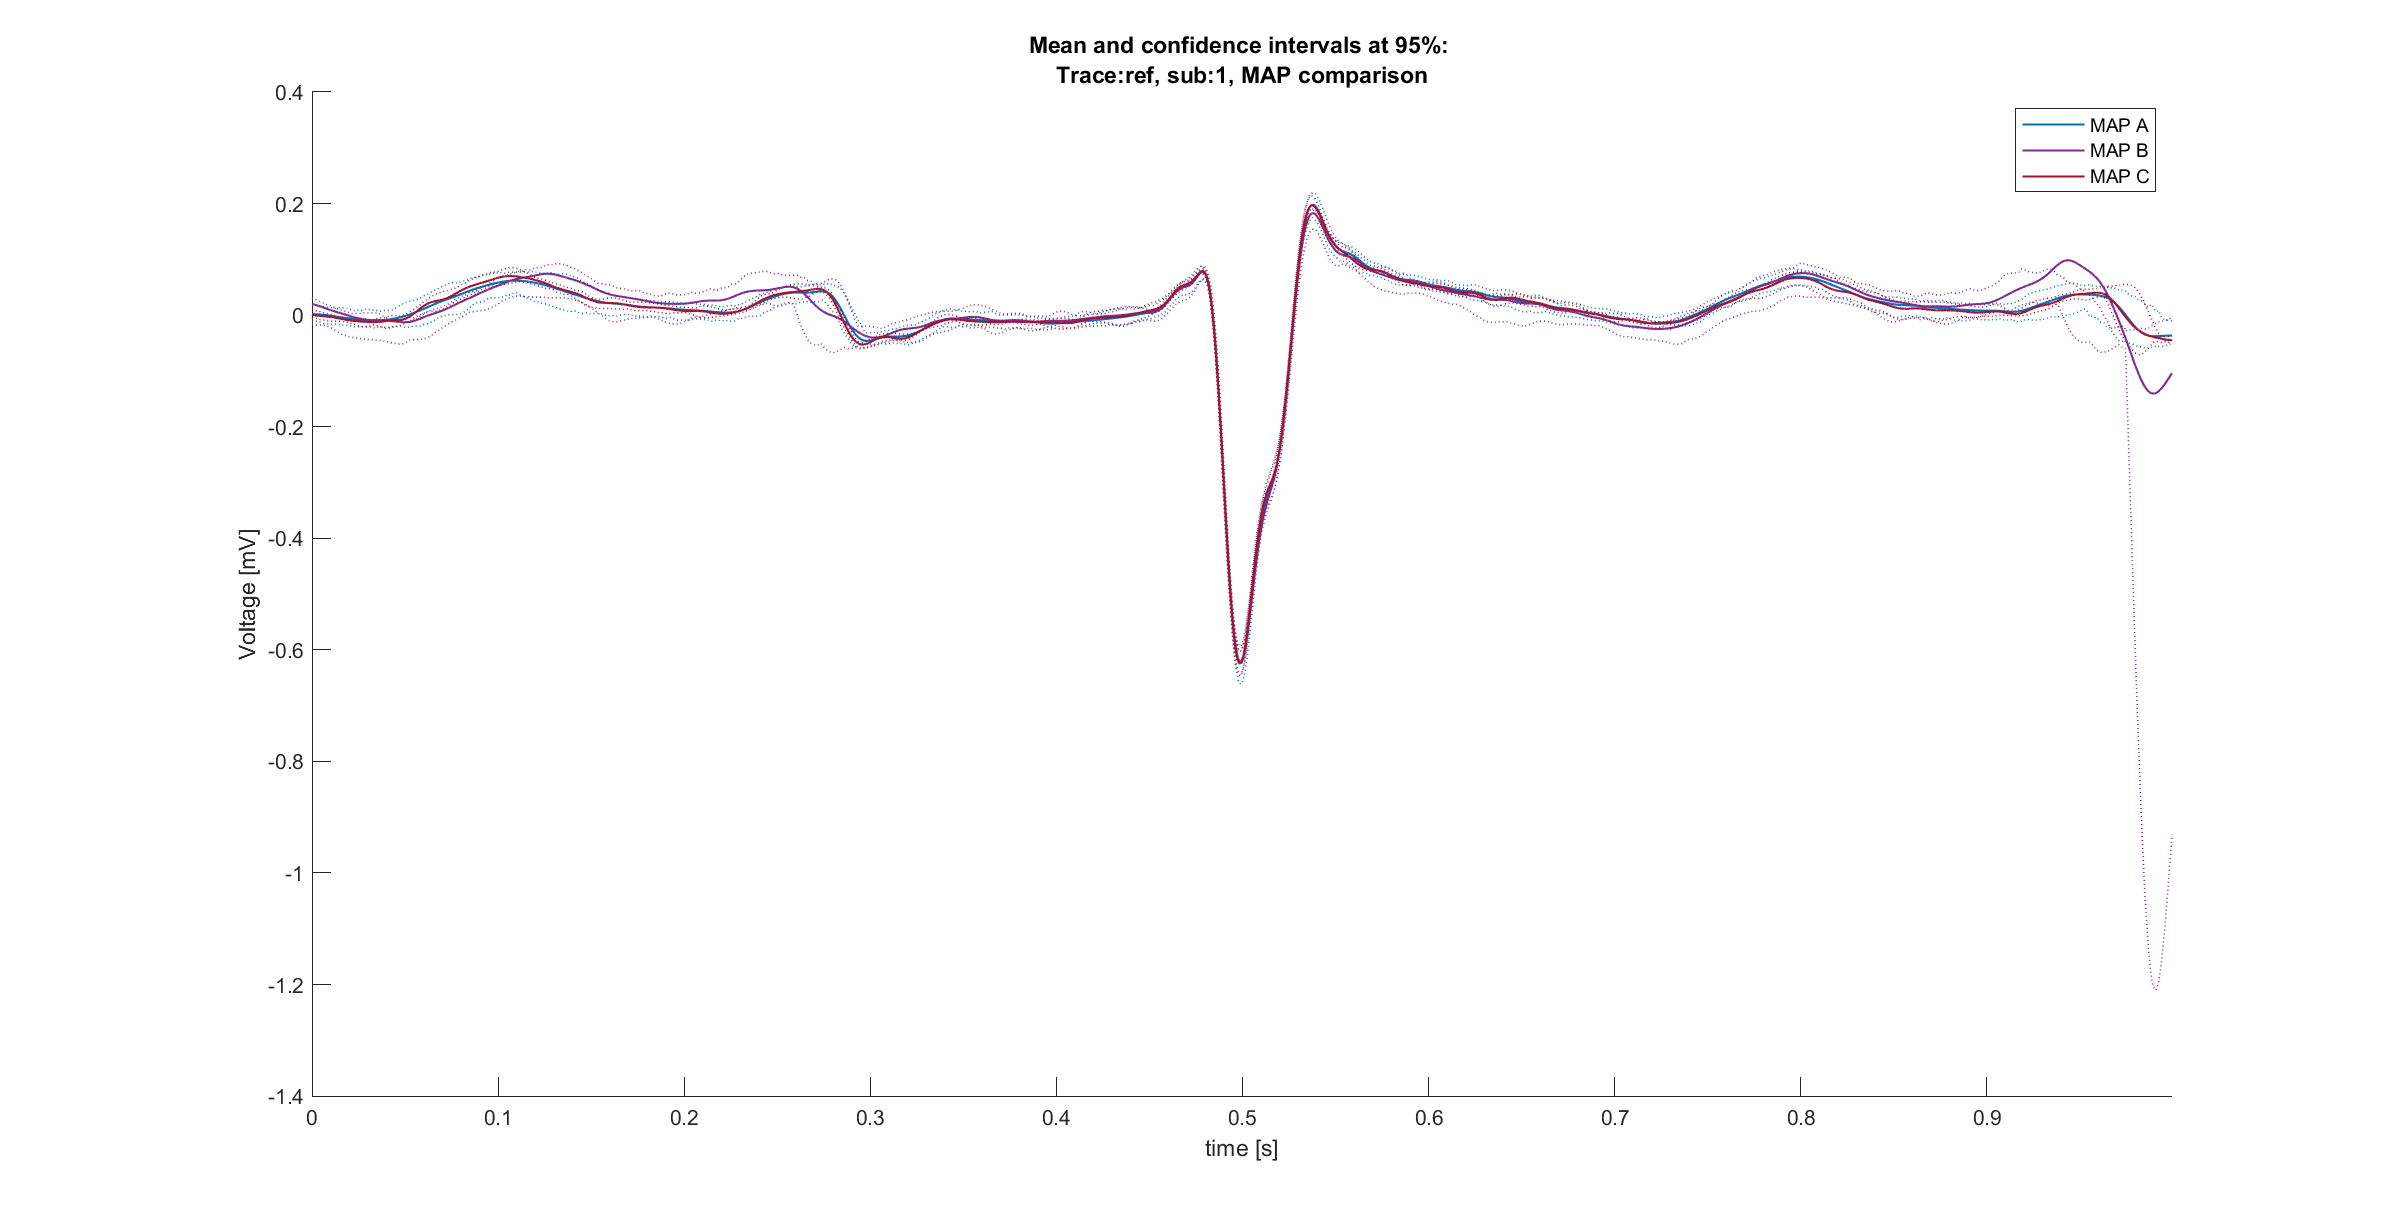 Mean and confidence intervals at 95%:
Trace:ref, sub:1, MAP comparison
MAP A
MAP B
MAP C
0.4
0.2
0
-0.2
-0.4
-0.6
-0.8
-1
-1.2
-1.4
Voltage [mV]
0 0.1 0.2 0.3 0.4 0.5 0.6 0.7 0.8 0.9
time [s]